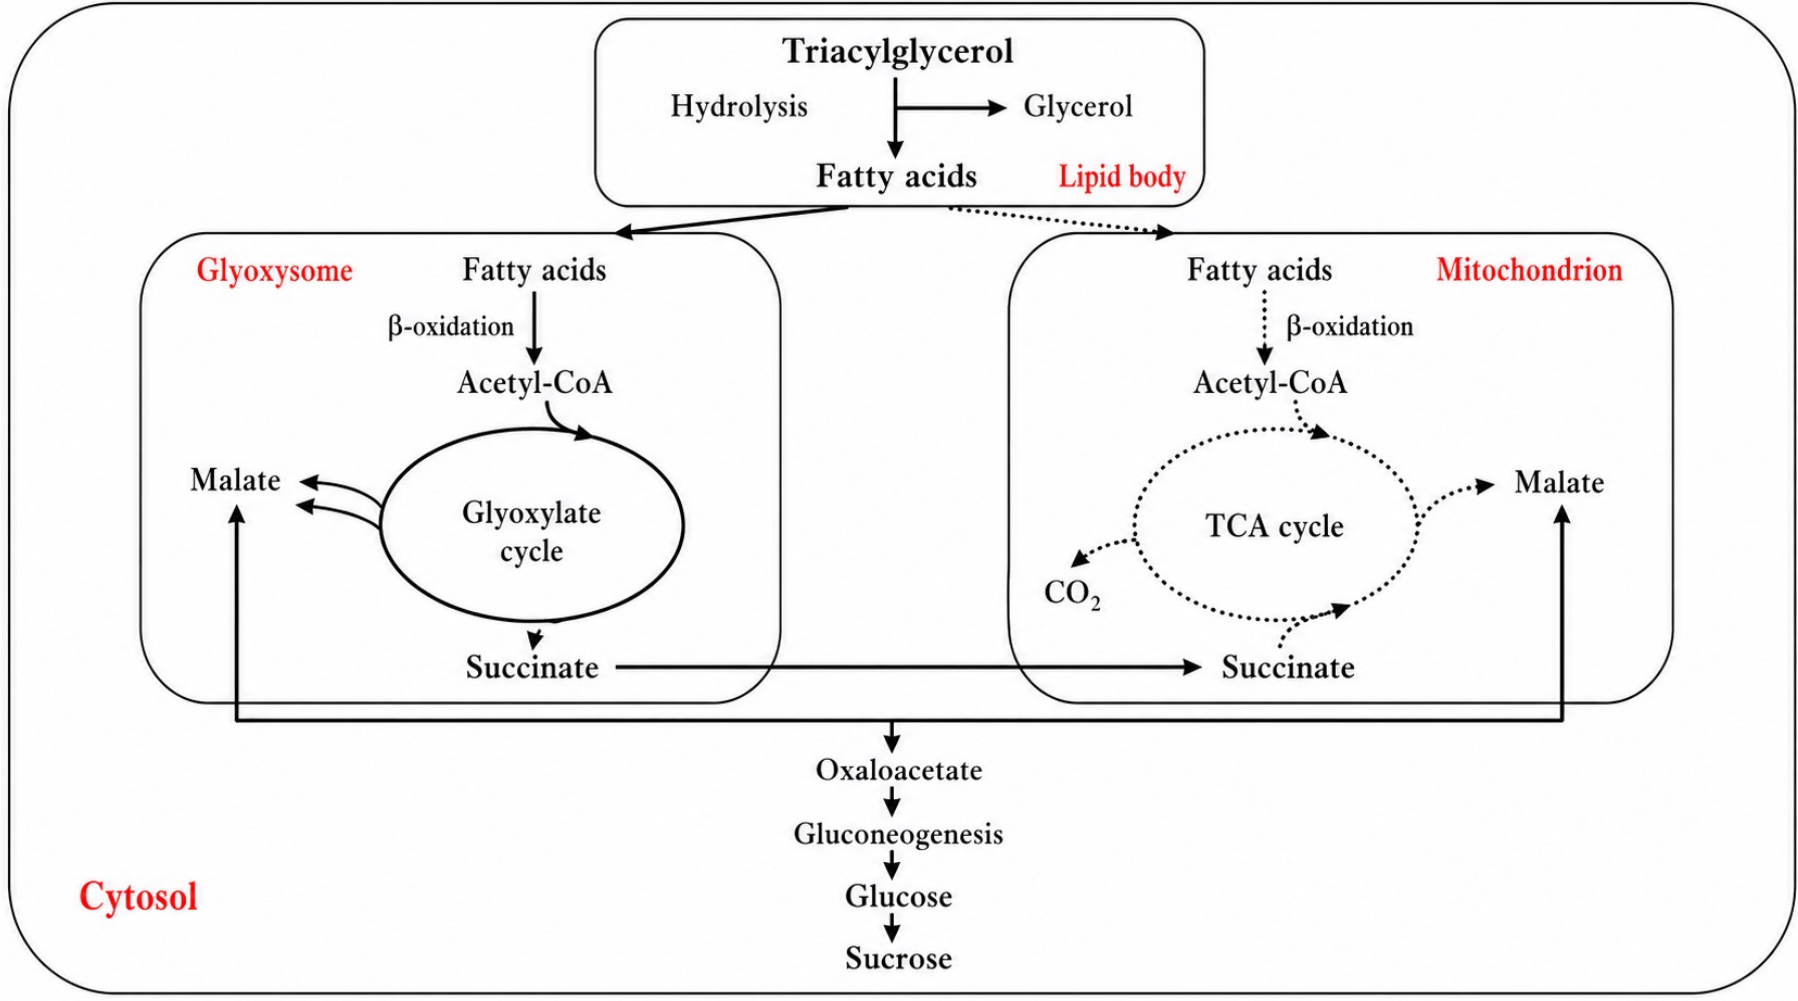 Triacylglycerol
Hydrolysis
Glycerol
Fatty acids
Lipid body
Glyoxysome
Fatty acids
β-oxidation
Acetyl-CoA
Malate
Glyoxylate
cycle
Succinate
Fatty acids
Mitochondrion
β-oxidation
Acetyl-CoA
TCA cycle
Malate
CO₂
Succinate
Oxaloacetate
Gluconeogenesis
Glucose
Sucrose
Cytosol